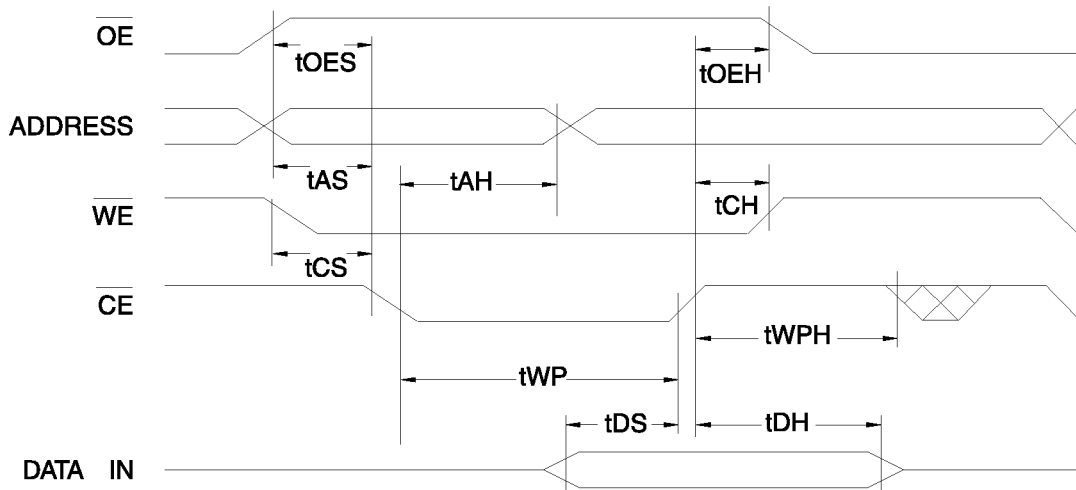 OE
tOES
tOEH
ADDRESS
tAS
tAH
WE
tCH
tCS
CE
tWPH
tWP
tDS
tDH
DATA IN